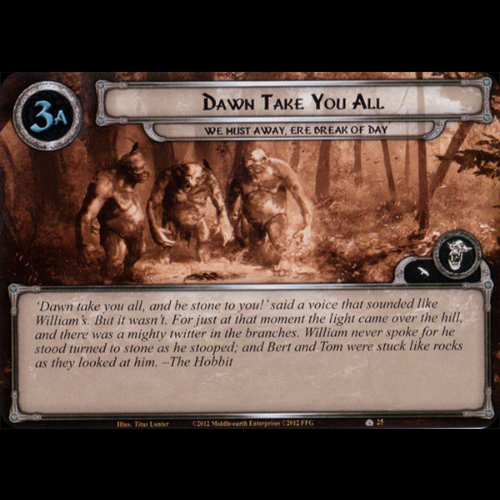 3A
DAWN TAKE YOU ALL
WE MUST AWAY, ERE BREAK OF DAY
'Dawn take you all, and be stone to you!' said a voice that sounded like
William's. But it wasn't. For just at that moment the light came over the hill,
and there was a mighty twitter in the branches. William never spoke for he
stood turned to stone as he stooped; and Bert and Tom were stuck like rocks
as they looked at him. –The Hobbit
Illus. Titus Lunter ©2012 Middle-earth Enterprises ©2012 FFG 25